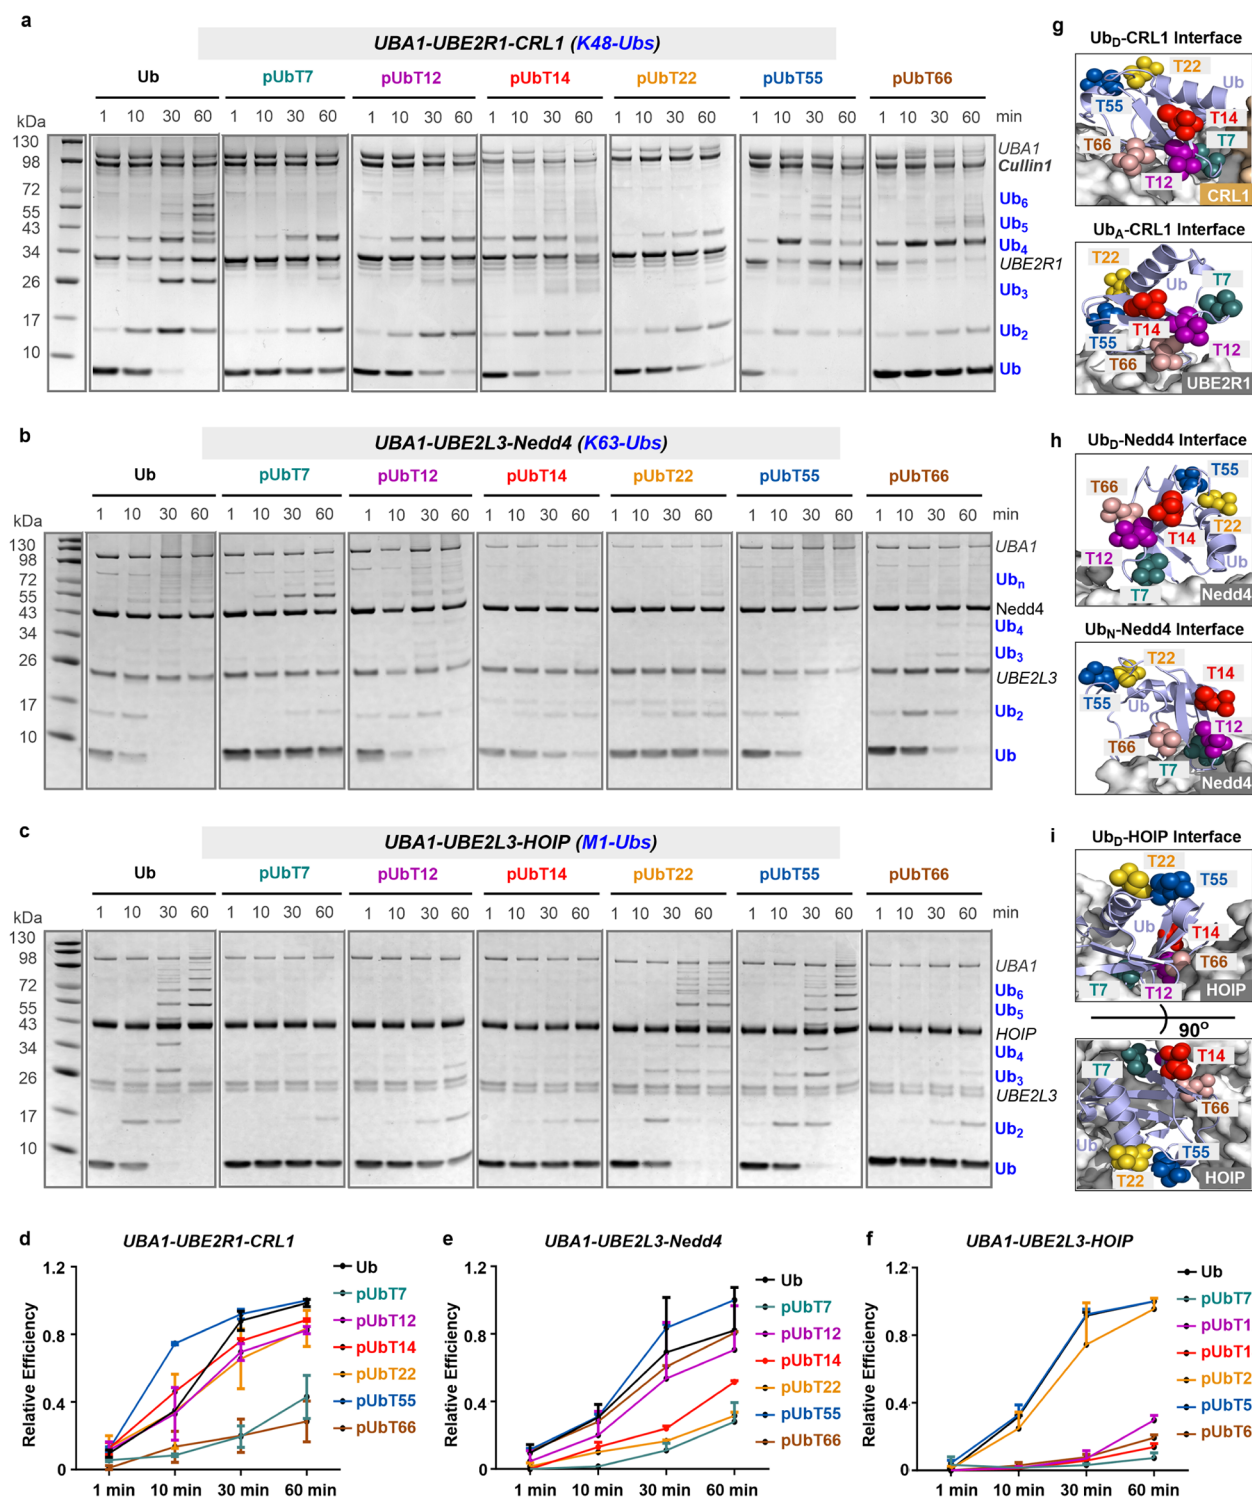 a
UBA1-UBE2R1-CRL1 (K48-Ubs)
Ub pUbT7 pUbT12 pUbT14 pUbT22 pUbT55 pUbT66
1 10 30 60 1 10 30 60 1 10 30 60 1 10 30 60 1 10 30 60 1 10 30 60 1 10 30 60 min
kDa
130
98
72
55
43
34
26
17
10
UBA1
Cullin1
Ub6
Ub5
Ub4
UBE2R1
Ub3
Ub2
Ub
g
UbD-CRL1 Interface
T22
Ub
T55
T14
T66
T7
T12
CRL1
UbA-CRL1 Interface
T22
T7
Ub
T14
T55
T12
T66
UBE2R1
b
UBA1-UBE2L3-Nedd4 (K63-Ubs)
Ub pUbT7 pUbT12 pUbT14 pUbT22 pUbT55 pUbT66
1 10 30 60 1 10 30 60 1 10 30 60 1 10 30 60 1 10 30 60 1 10 30 60 1 10 30 60 min
kDa
130
98
72
55
43
34
26
17
10
UBA1
Ubn
Nedd4
Ub4
Ub3
UBE2L3
Ub2
Ub
h
UbD-Nedd4 Interface
T55
T66
T22
T14
T12
Ub
T7
Nedd4
UbN-Nedd4 Interface
T22
T14
Ub
T55
T12
T66
T7
Nedd4
c
UBA1-UBE2L3-HOIP (M1-Ubs)
Ub pUbT7 pUbT12 pUbT14 pUbT22 pUbT55 pUbT66
1 10 30 60 1 10 30 60 1 10 30 60 1 10 30 60 1 10 30 60 1 10 30 60 1 10 30 60 min
kDa
130
98
72
55
43
34
26
17
10
UBA1
Ub6
Ub5
HOIP
Ub4
Ub3
UBE2L3
Ub2
Ub
i
UbD-HOIP Interface
T22
T55
Ub
T14
T66
T7
T12
HOIP
90O
T7
T14
T66
Ub
T55
T22
HOIP
d
UBA1-UBE2R1-CRL1
Relative Efficiency
1.2
0.8
0.4
0
1 min 10 min 30 min 60 min
Ub
pUbT7
pUbT12
pUbT14
pUbT22
pUbT55
pUbT66
e
UBA1-UBE2L3-Nedd4
Relative Efficiency
1.2
0.8
0.4
0
1 min 10 min 30 min 60 min
Ub
pUbT7
pUbT12
pUbT14
pUbT22
pUbT55
pUbT66
f
UBA1-UBE2L3-HOIP
Relative Efficiency
1.2
0.8
0.4
0
1 min 10 min 30 min 60 min
Ub
pUbT7
pUbT1
pUbT1
pUbT2
pUbT5
pUbT6